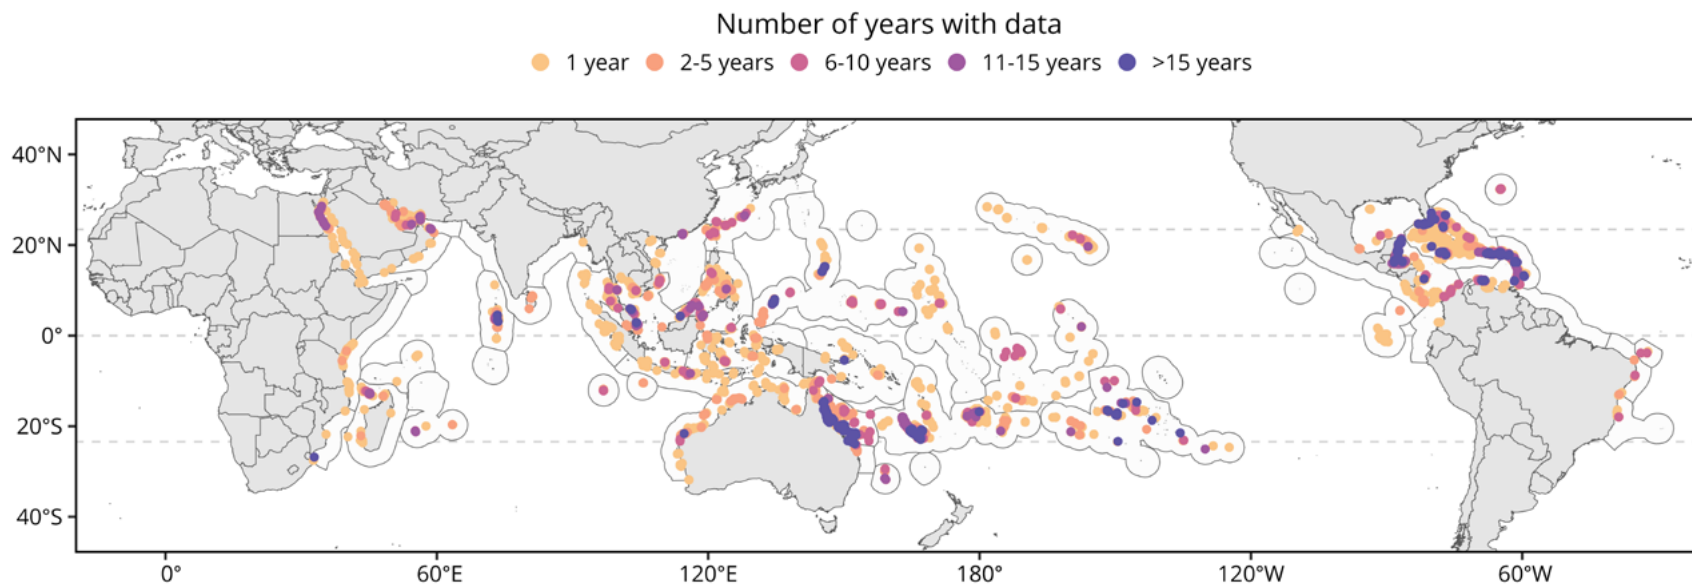 Number of years with data
1 year 2-5 years 6-10 years 11-15 years >15 years
40°N
20°N
0°
20°S
40°S
0° 60°E 120°E 180° 120°W 60°W